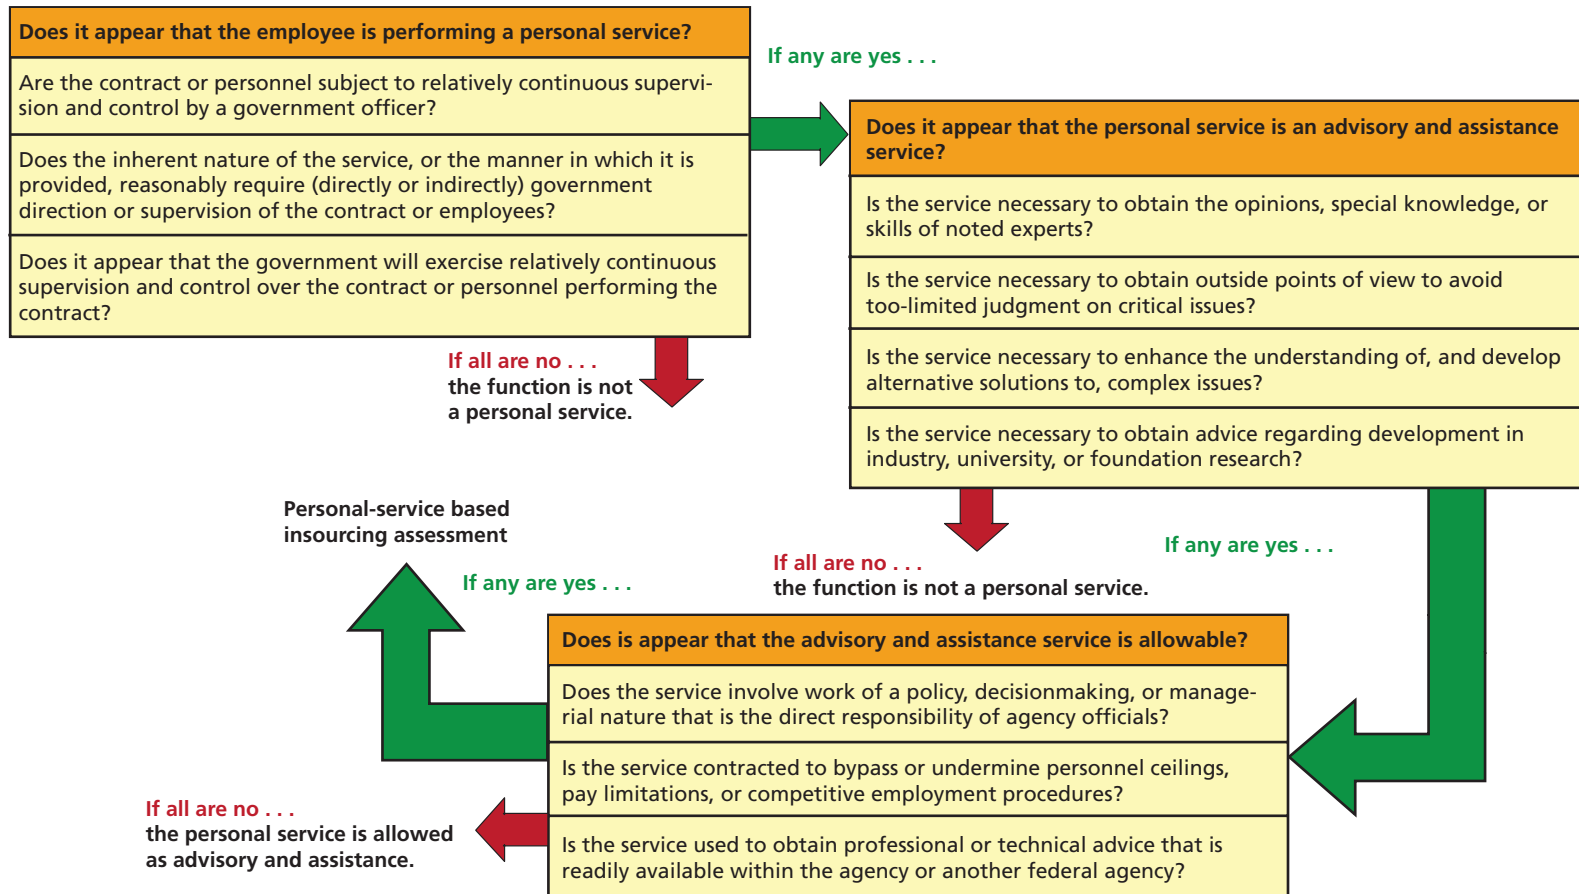 Does it appear that the employee is performing a personal service?
Are the contract or personnel subject to relatively continuous supervi-
sion and control by a government officer?
Does the inherent nature of the service, or the manner in which it is
provided, reasonably require (directly or indirectly) government
direction or supervision of the contract or employees?
Does it appear that the government will exercise relatively continuous
supervision and control over the contract or personnel performing the
contract?
If any are yes . . .
If all are no . . .
the function is not
a personal service.
Does it appear that the personal service is an advisory and assistance
service?
Is the service necessary to obtain the opinions, special knowledge, or
skills of noted experts?
Is the service necessary to obtain outside points of view to avoid
too-limited judgment on critical issues?
Is the service necessary to enhance the understanding of, and develop
alternative solutions to, complex issues?
Is the service necessary to obtain advice regarding development in
industry, university, or foundation research?
If all are no . . .
the function is not a personal service.
If any are yes . . .
Does is appear that the advisory and assistance service is allowable?
Does the service involve work of a policy, decisionmaking, or manage-
rial nature that is the direct responsibility of agency officials?
Is the service contracted to bypass or undermine personnel ceilings,
pay limitations, or competitive employment procedures?
Is the service used to obtain professional or technical advice that is
readily available within the agency or another federal agency?
If any are yes . . .
Personal-service based
insourcing assessment
If all are no . . .
the personal service is allowed
as advisory and assistance.